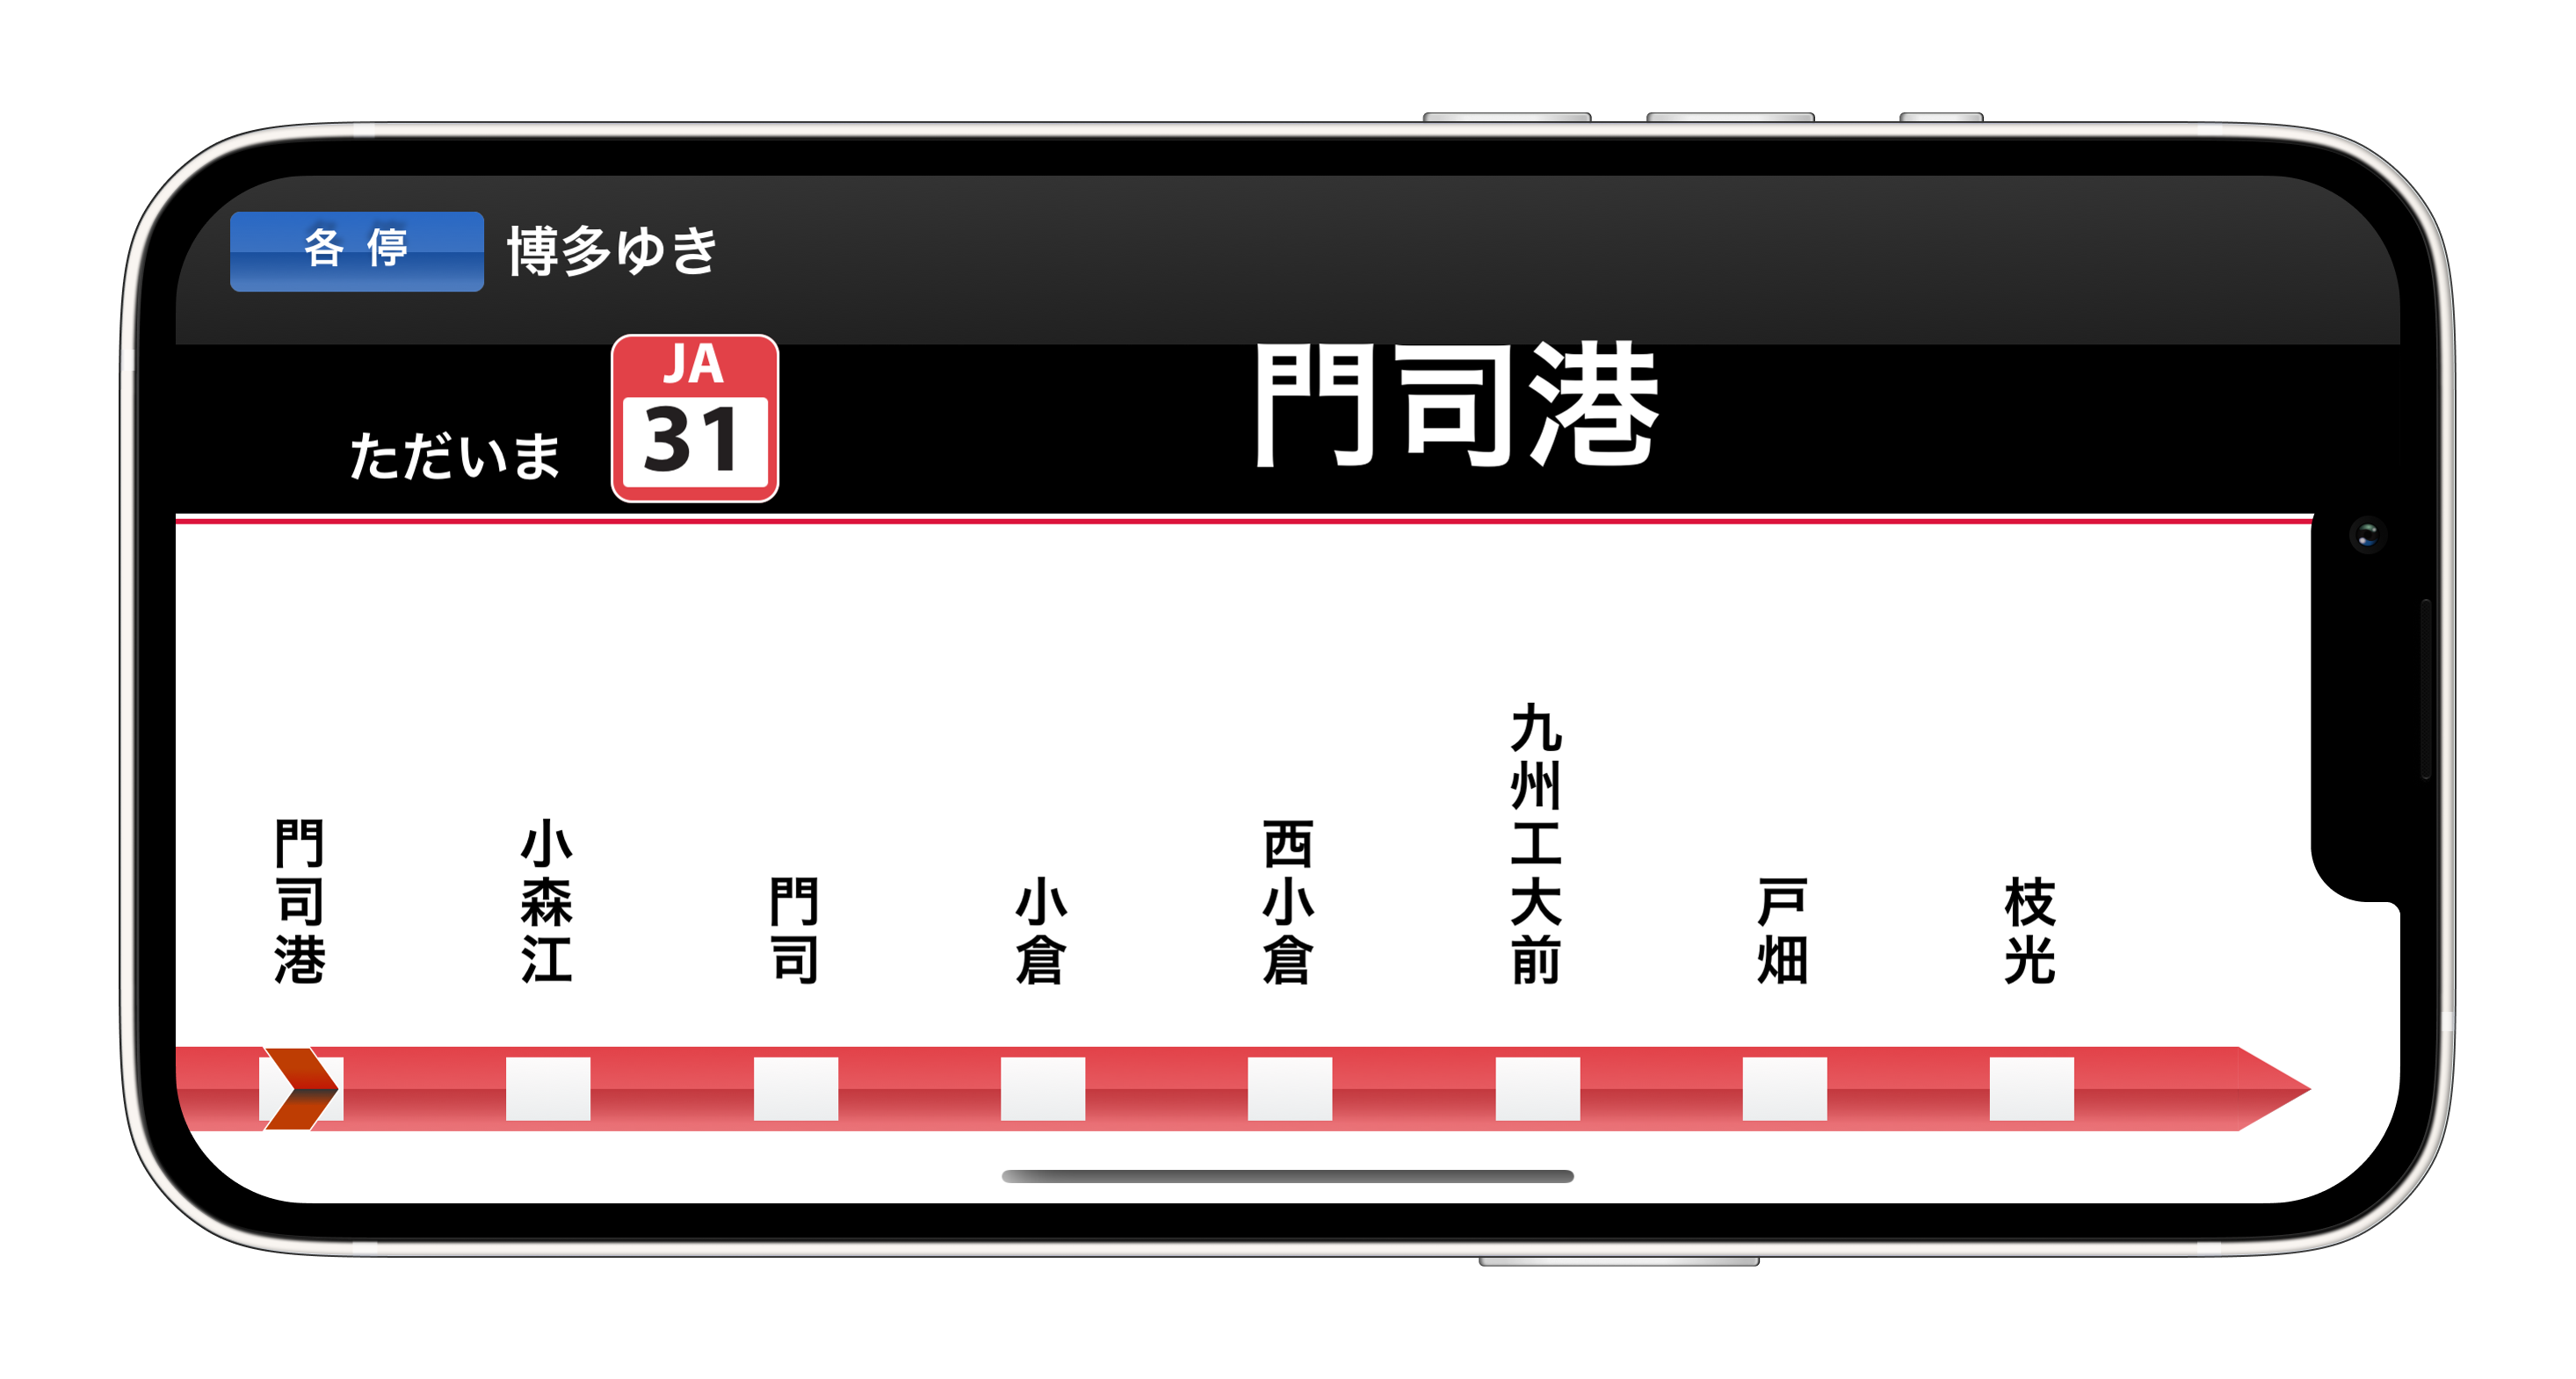 各停 博多ゆき
ただいま JA 31 門司港
門司港
小森江
門司
小倉
西小倉
九州工大前
戸畑
枝光